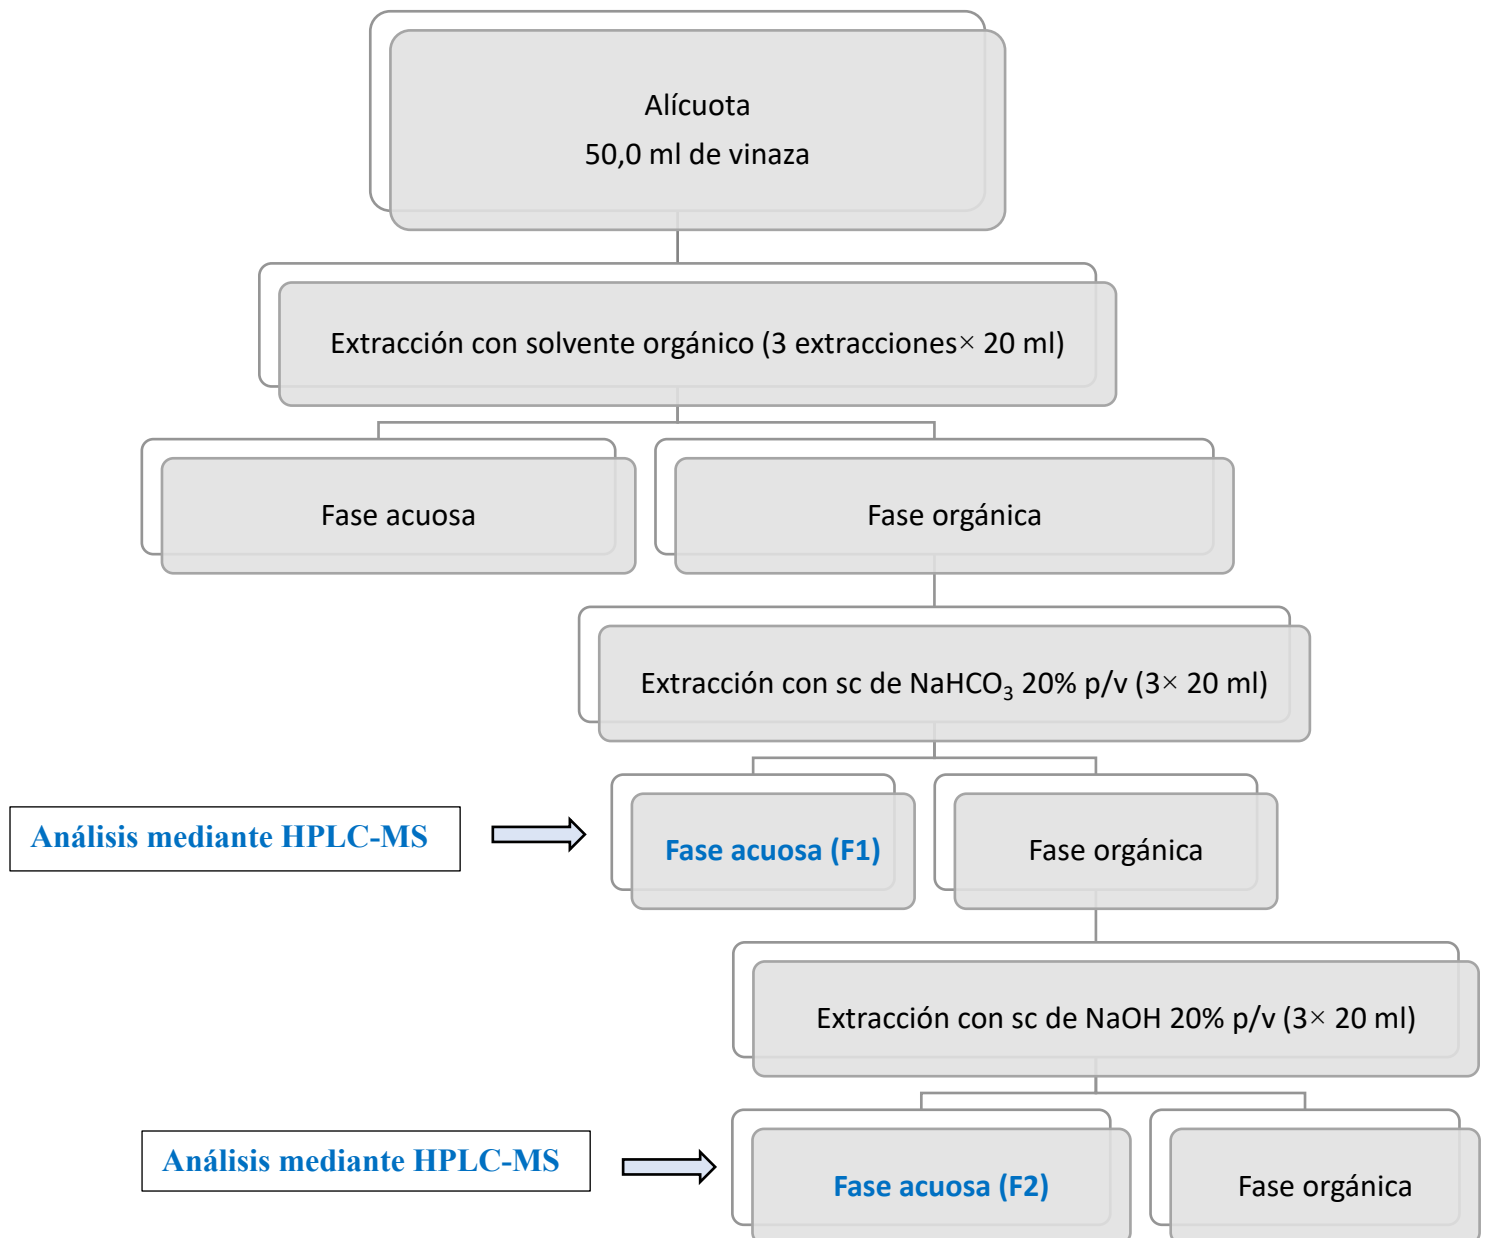 Alícuota
50,0 ml de vinaza
Extracción con solvente orgánico (3 extracciones× 20 ml)
Fase acuosa
Fase orgánica
Extracción con sc de NaHCO₃ 20% p/v (3× 20 ml)
Análisis mediante HPLC-MS
Fase acuosa (F1)
Fase orgánica
Extracción con sc de NaOH 20% p/v (3× 20 ml)
Análisis mediante HPLC-MS
Fase acuosa (F2)
Fase orgánica